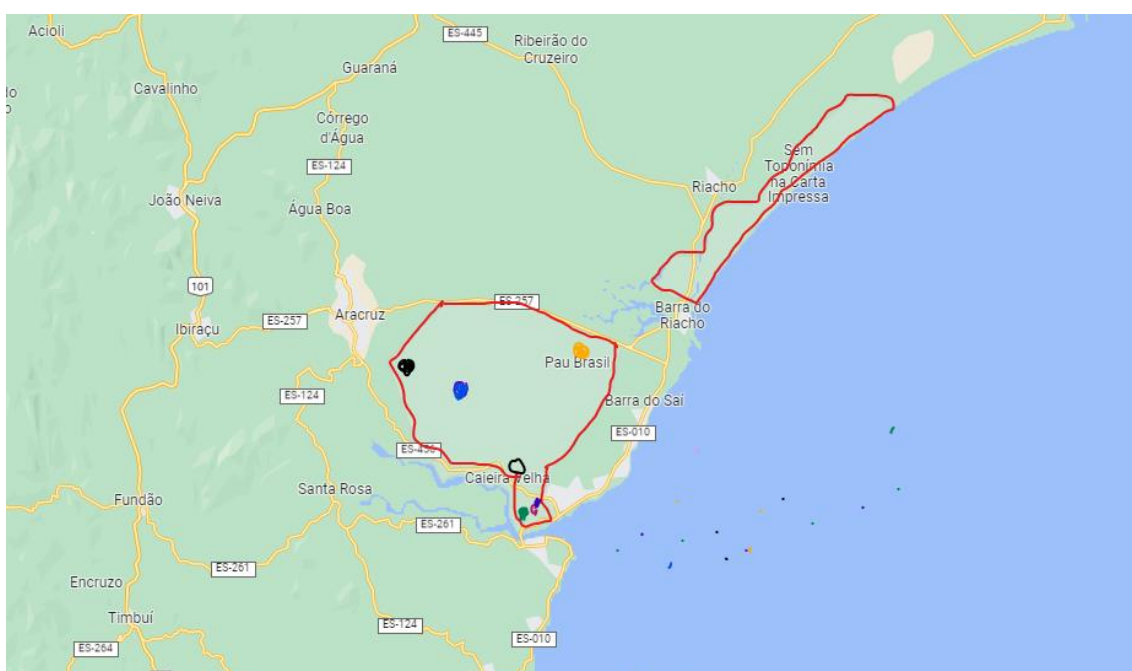 Acioli
ES-445
Ribeirão do
Cruzeiro
Guaraná
Cavalinho
Córrego
d'Água
ES-124
Sem
Toponímia
na Carta
Impressa
Riacho
João Neiva
Água Boa
101
ES-257
Barra do
Riacho
Aracruz
ES-257
Ibiraçu
Pau Brasil
ES-124
Barra do Sai
ES-010
ES-456
Caieira Velha
Santa Rosa
Fundão
ES-261
ES-261
Encruzo
Timbuí
ES-124
ES-010
ES-264